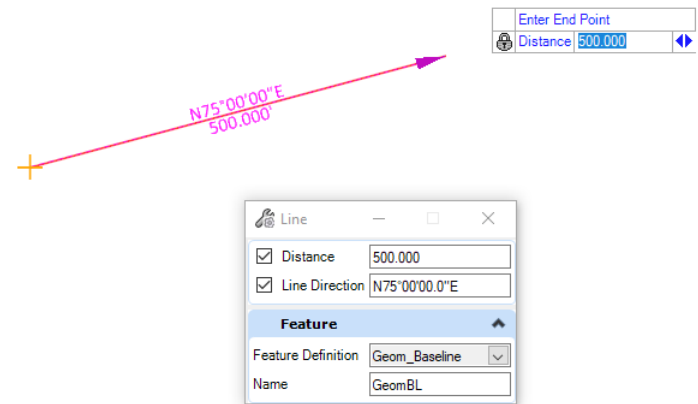 Enter End Point
Distance 500.000
N75°00'00"E
500.000'
Line
Distance 500.000
Line Direction N75°00'00.0"E
Feature
Feature Definition Geom_Baseline
Name GeomBL